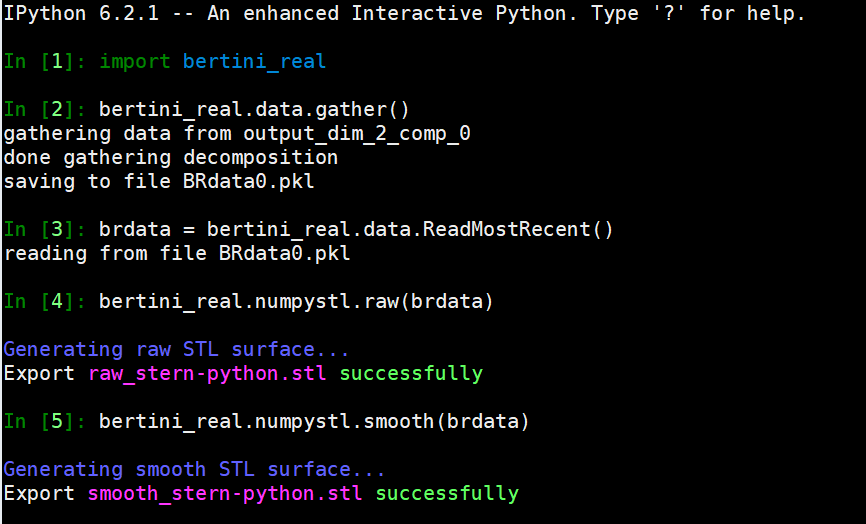 IPython 6.2.1 -- An enhanced Interactive Python. Type '?' for help.
In [1]: import bertini_real
In [2]: bertini_real.data.gather()
gathering data from output_dim_2_comp_0
done gathering decomposition
saving to file BRdata0.pkl
In [3]: brdata = bertini_real.data.ReadMostRecent()
reading from file BRdata0.pkl
In [4]: bertini_real.numpystl.raw(brdata)
Generating raw STL surface...
Export raw_stern-python.stl successfully
In [5]: bertini_real.numpystl.smooth(brdata)
Generating smooth STL surface...
Export smooth_stern-python.stl successfully